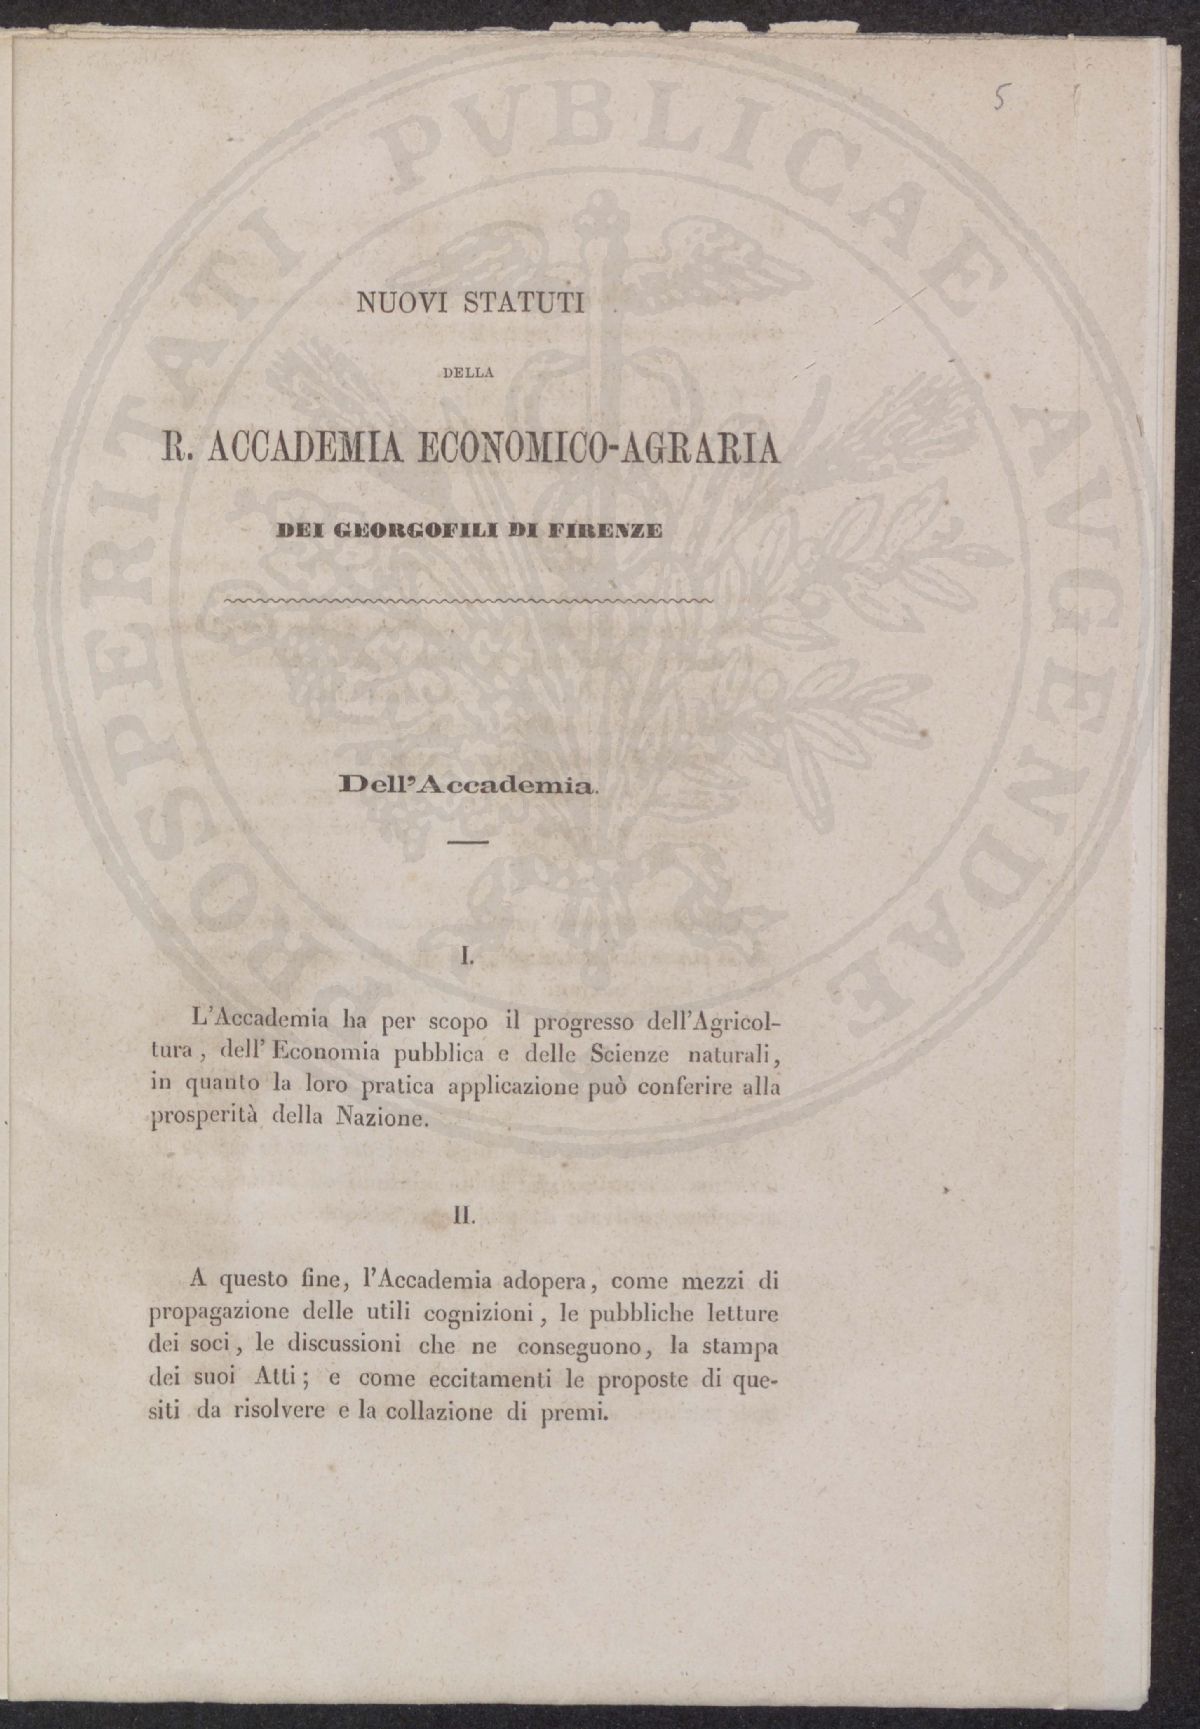 5
NUOVI STATUTI
DELLA
R. ACCADEMIA ECONOMICO-AGRARIA
DEI GEORGOFILI DI FIRENZE
Dell'Accademia.
I.
L'Accademia ha per scopo il progresso dell'Agricol-
tura, dell'Economia pubblica e delle Scienze naturali,
in quanto la loro pratica applicazione può conferire alla
prosperità della Nazione.
II.
A questo fine, l'Accademia adopera, come mezzi di
propagazione delle utili cognizioni, le pubbliche letture
dei soci, le discussioni che ne conseguono, la stampa
dei suoi Atti; e come eccitamenti le proposte di que-
siti da risolvere e la collazione di premi.
PROSPERITATI PVBLICAE AVGENDAE